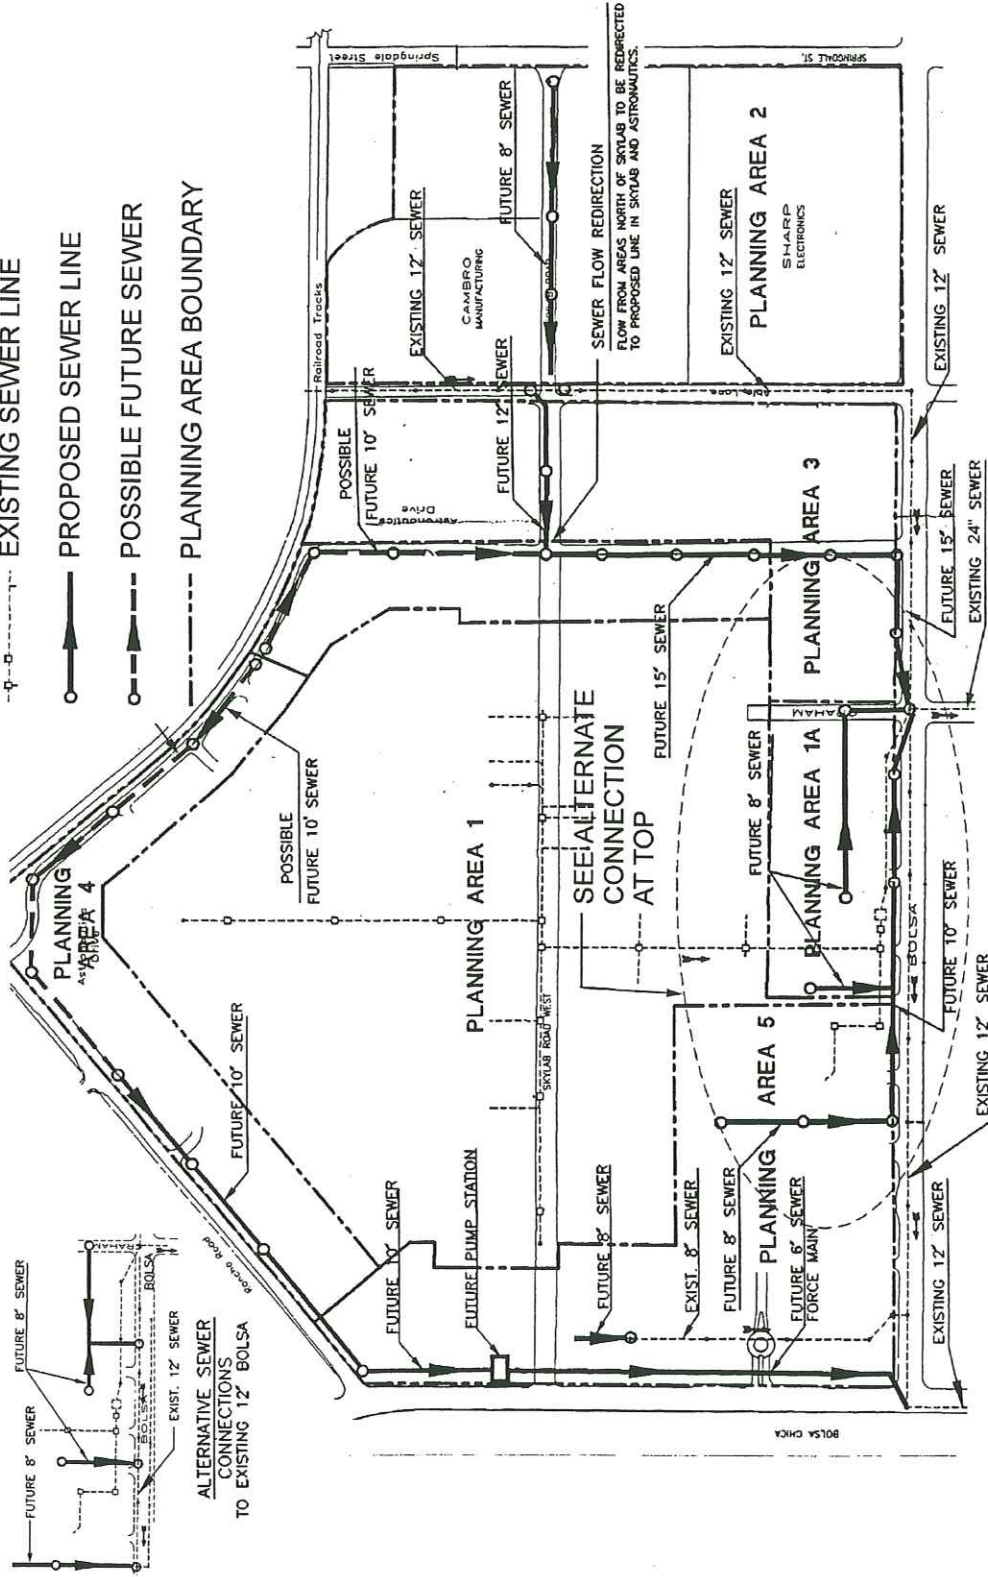 EXISTING SEWER LINE
PROPOSED SEWER LINE
POSSIBLE FUTURE SEWER
PLANNING AREA BOUNDARY
FUTURE 8" SEWER
FUTURE 8" SEWER
GRAHAM
BOLSA
BOLSA
EXIST. 12" SEWER
ALTERNATIVE SEWER
CONNECTIONS
TO EXISTING 12" BOLSA
Rancho Road
FUTURE 10" SEWER
PLANNING
AREA 4
POSSIBLE
FUTURE 10" SEWER
Railroad Tracks
Springdale Street
SPRINGDALE ST.
POSSIBLE
FUTURE 10" SEWER
Astronautics
Drive
EXISTING 12" SEWER
CAMBRO
MANUFACTURING
FUTURE 8" SEWER
FUTURE 12" SEWER
SEWER FLOW REDIRECTION
FLOW FROM AREAS NORTH OF SKYLAB TO BE REDIRECTED
TO PROPOSED LINE IN SKYLAB AND ASTRONAUTICS.
FUTURE 10" SEWER
FUTURE PUMP STATION
PLANNING AREA 1
SKYLAB ROAD WEST
SEE ALTERNATE
CONNECTION
AT TOP
FUTURE 15" SEWER
EXISTING 12" SEWER
PLANNING AREA 2
SHARP
ELECTRONICS
FUTURE 8" SEWER
EXIST. 8" SEWER
FUTURE 8" SEWER
PLANNING AREA 5
FUTURE 6" SEWER
FORCE MAIN
FUTURE 8" SEWER
PLANNING AREA 1A
GRAHAM
PLANNING AREA 3
BOLSA CHICA
EXISTING 12" SEWER
EXISTING 12" SEWER
BOLSA
FUTURE 10" SEWER
FUTURE 15" SEWER
EXISTING 24" SEWER
EXISTING 12" SEWER